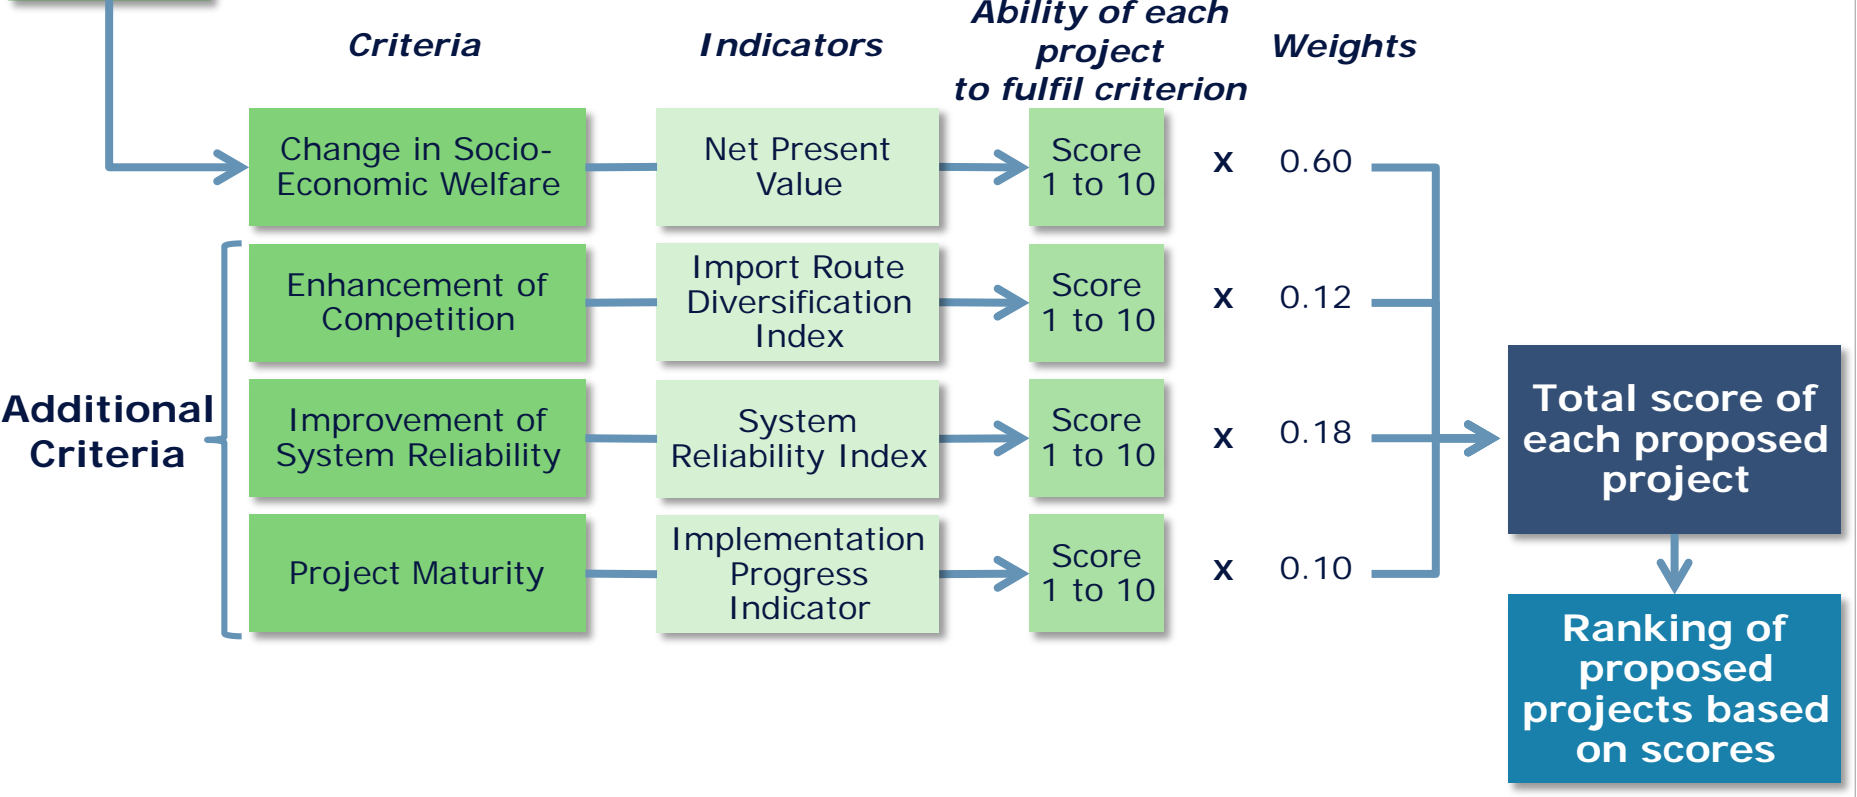 Criteria
Indicators
Ability of each
project
to fulfil criterion
Weights
Change in Socio-
Economic Welfare
Net Present
Value
Score
1 to 10
x
0.60
Enhancement of
Competition
Import Route
Diversification
Index
Score
1 to 10
x
0.12
Additional
Criteria
Improvement of
System Reliability
System
Reliability Index
Score
1 to 10
x
0.18
Project Maturity
Implementation
Progress
Indicator
Score
1 to 10
x
0.10
Total score of
each proposed
project
Ranking of
proposed
projects based
on scores